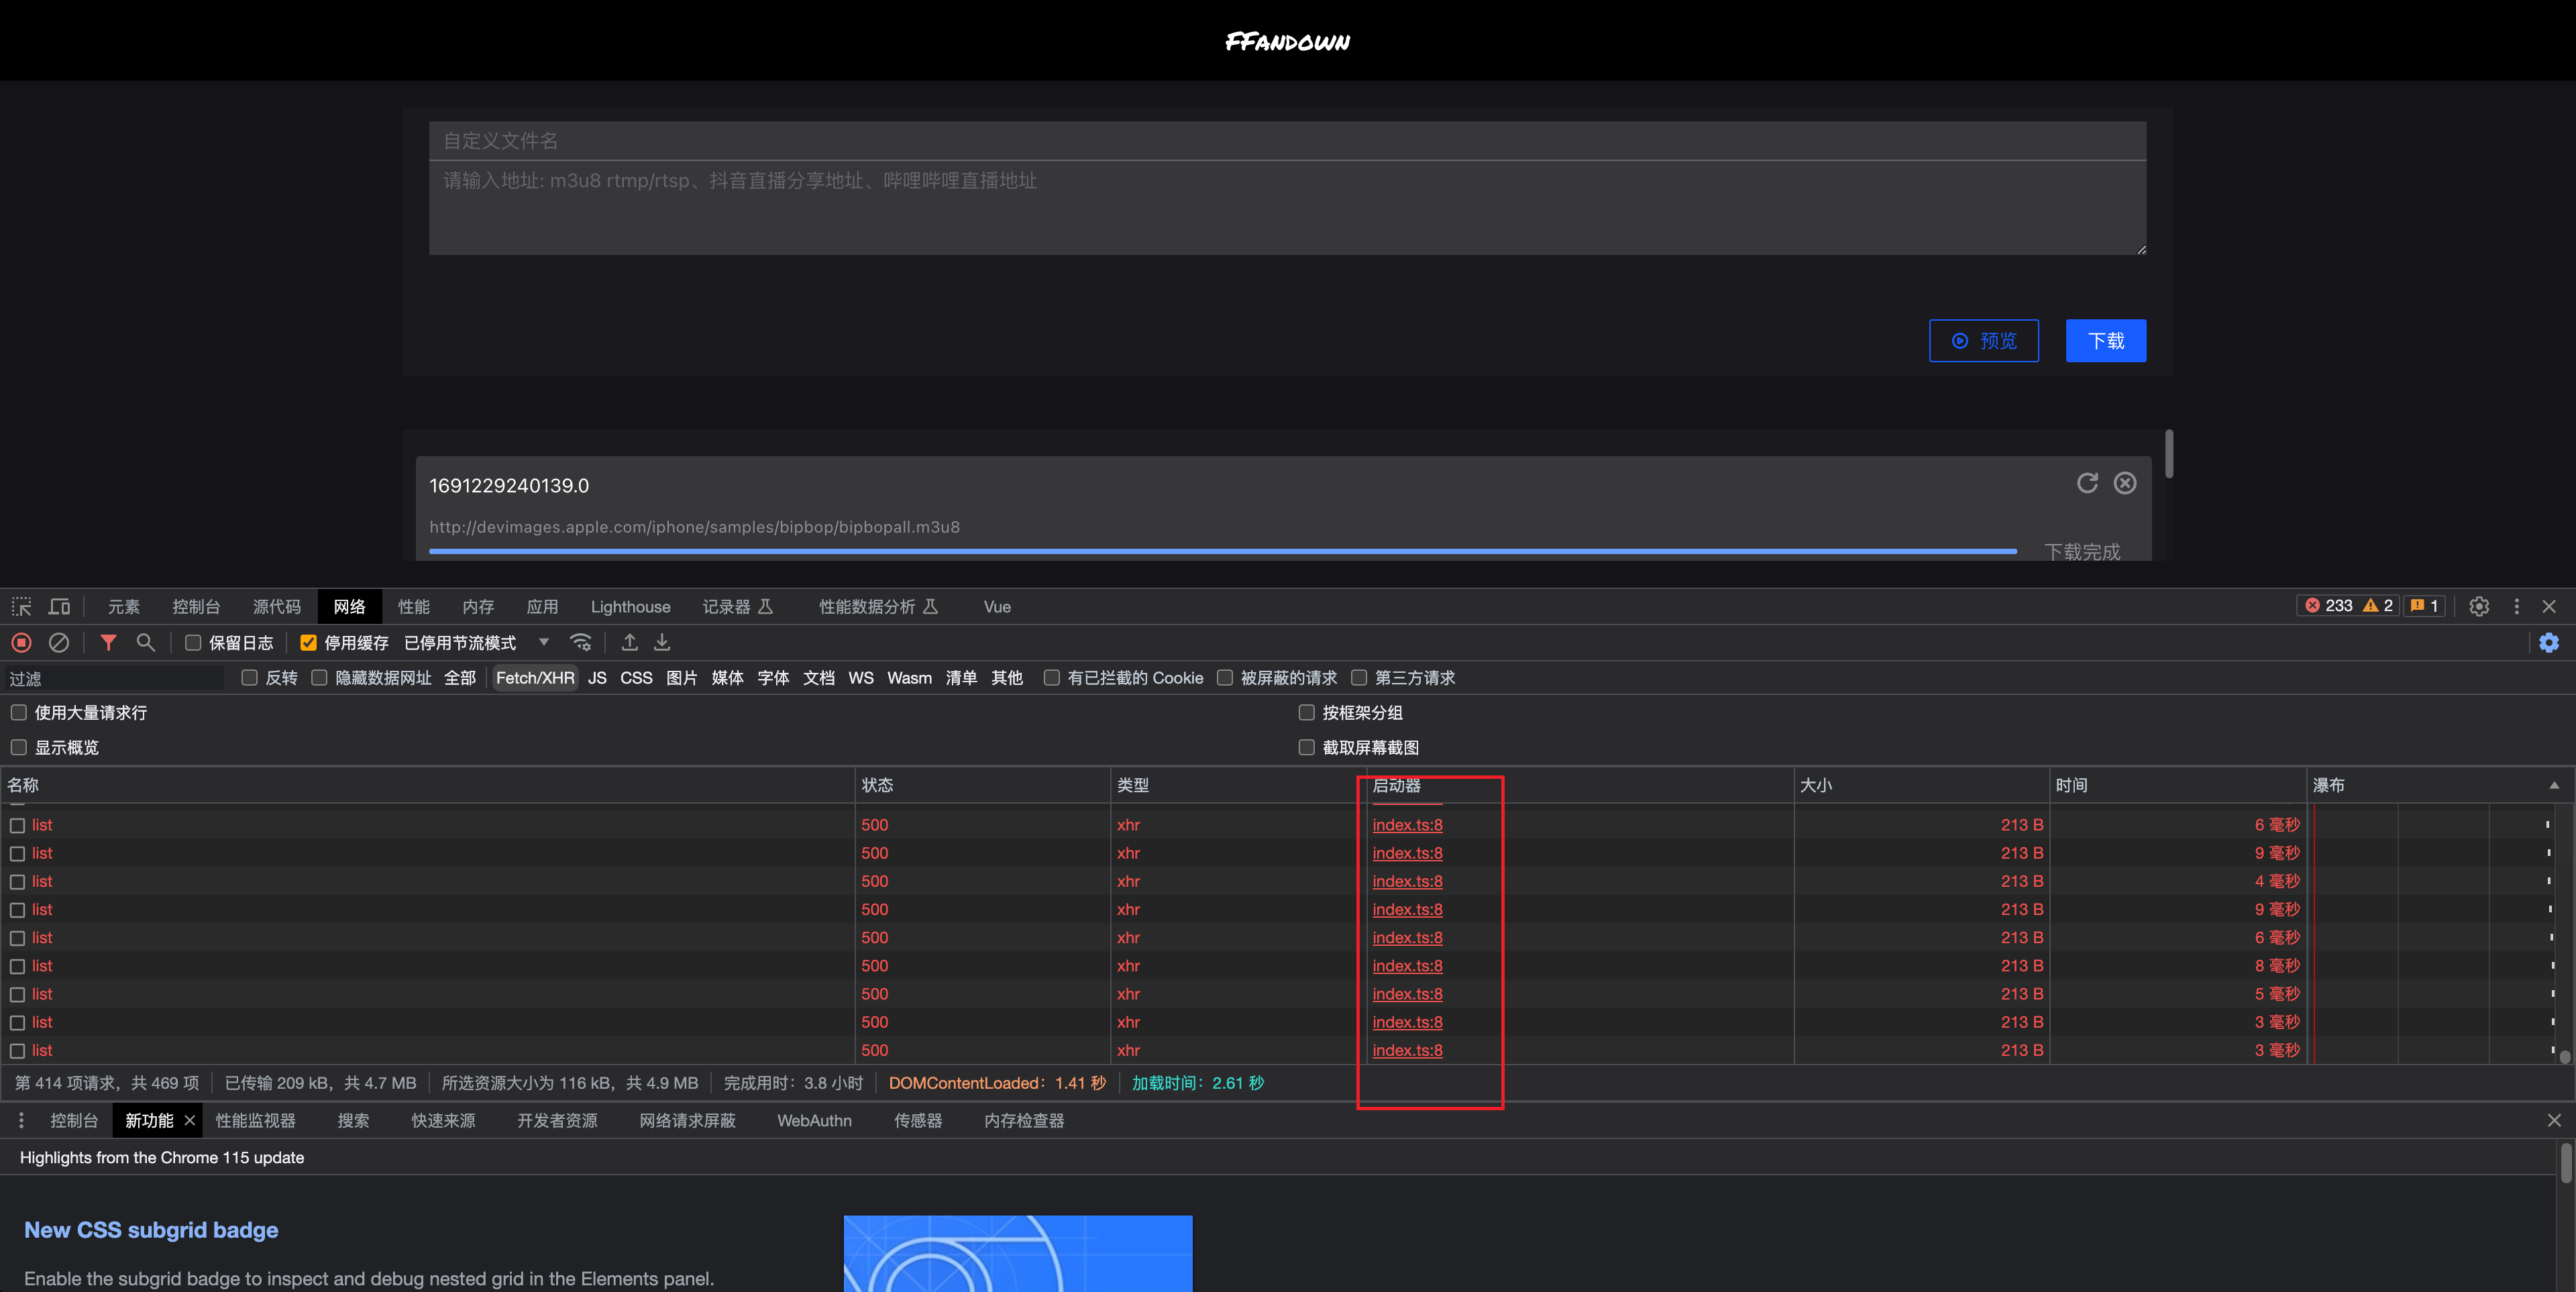 FFANDOWN
自定义文件名
请输入地址: m3u8 rtmp/rtsp、抖音直播分享地址、哔哩哔哩直播地址
预览 下载
1691229240139.0
http://devimages.apple.com/iphone/samples/bipbop/bipbopall.m3u8
下载完成
元素 控制台 源代码 网络 性能 内存 应用 Lighthouse 记录器 性能数据分析 Vue 233 2 1
保留日志 停用缓存 已停用节流模式
过滤 反转 隐藏数据网址 全部 Fetch/XHR JS CSS 图片 媒体 字体 文档 WS Wasm 清单 其他 有已拦截的 Cookie 被屏蔽的请求 第三方请求
使用大量请求行 按框架分组
显示概览 截取屏幕截图
名称 状态 类型 启动器 大小 时间 瀑布
list 500 xhr index.ts:8 213 B 6 毫秒
list 500 xhr index.ts:8 213 B 9 毫秒
list 500 xhr index.ts:8 213 B 4 毫秒
list 500 xhr index.ts:8 213 B 9 毫秒
list 500 xhr index.ts:8 213 B 6 毫秒
list 500 xhr index.ts:8 213 B 8 毫秒
list 500 xhr index.ts:8 213 B 5 毫秒
list 500 xhr index.ts:8 213 B 3 毫秒
list 500 xhr index.ts:8 213 B 3 毫秒
第 414 项请求，共 469 项 已传输 209 kB，共 4.7 MB 所选资源大小为 116 kB，共 4.9 MB 完成用时：3.8 小时 DOMContentLoaded：1.41 秒 加载时间：2.61 秒
控制台 新功能 性能监视器 搜索 快速来源 开发者资源 网络请求屏蔽 WebAuthn 传感器 内存检查器
Highlights from the Chrome 115 update
New CSS subgrid badge
Enable the subgrid badge to inspect and debug nested grid in the Elements panel.